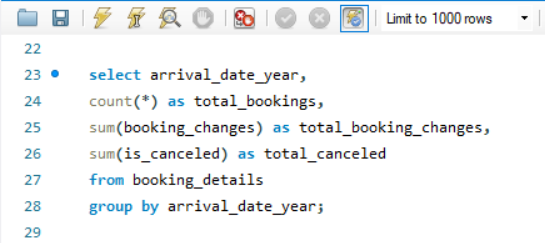 Limit to 1000 rows
22
23 select arrival_date_year,
24 count(*) as total_bookings,
25 sum(booking_changes) as total_booking_changes,
26 sum(is_canceled) as total_canceled
27 from booking_details
28 group by arrival_date_year;
29